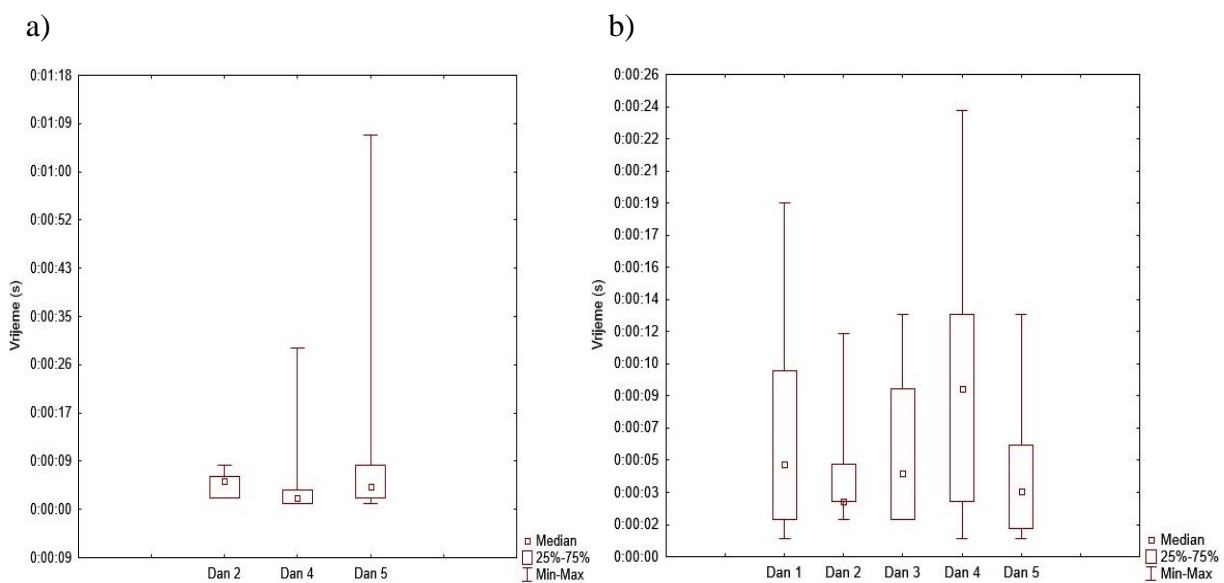 a)
0:01:18
0:01:09
0:01:00
0:00:52
0:00:43
0:00:35
0:00:26
0:00:17
0:00:09
0:00:00
0:00:09
Vrijeme (s)
Dan 2
Dan 4
Dan 5
Median
25%-75%
Min-Max
b)
0:00:26
0:00:24
0:00:22
0:00:21
0:00:19
0:00:17
0:00:16
0:00:14
0:00:12
0:00:10
0:00:09
0:00:07
0:00:05
0:00:03
0:00:02
0:00:00
Vrijeme (s)
Dan 1
Dan 2
Dan 3
Dan 4
Dan 5
Median
25%-75%
Min-Max